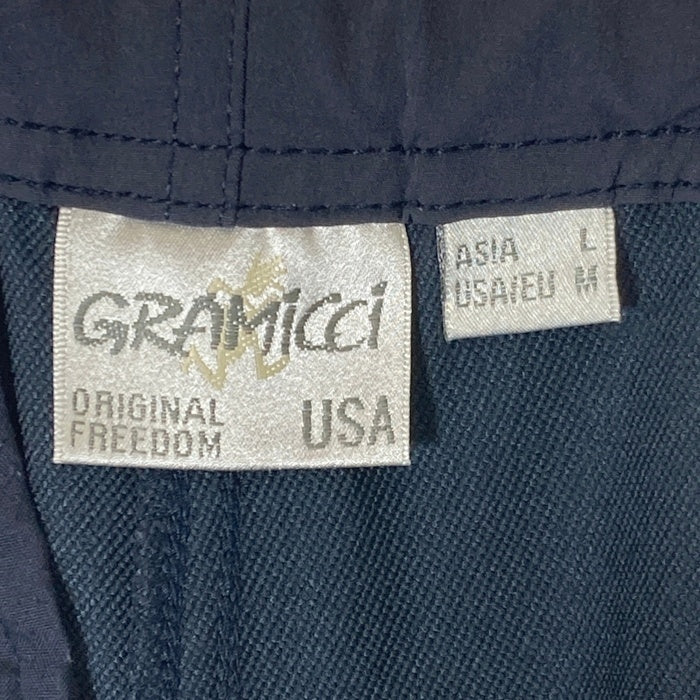 GRAMiCCi
ORIGINAL
FREEDOM
USA
ASIA L
USA/EU M